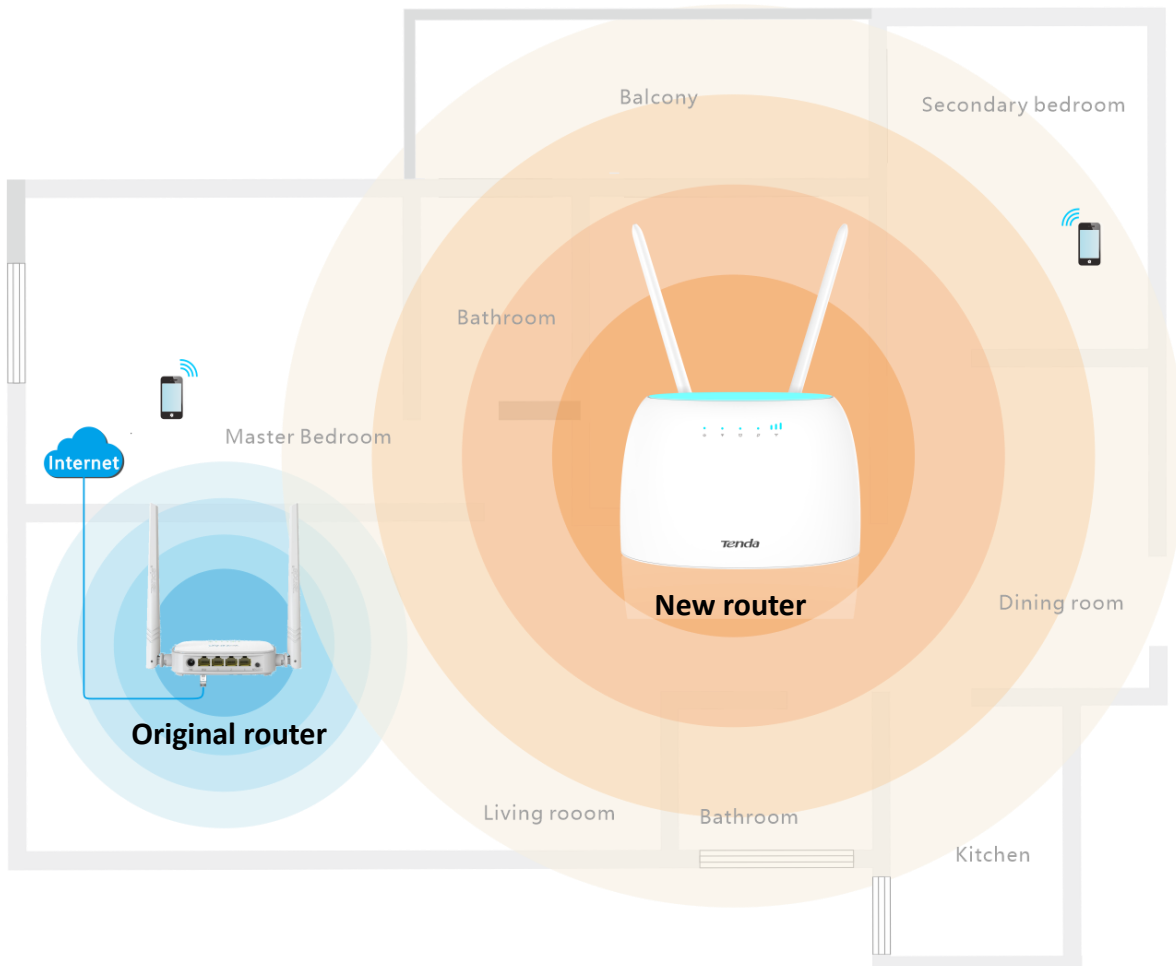 Balcony
Secondary bedroom
Bathroom
Master Bedroom
Internet
Tenda
New router
Dining room
Original router
Living rooom
Bathroom
Kitchen